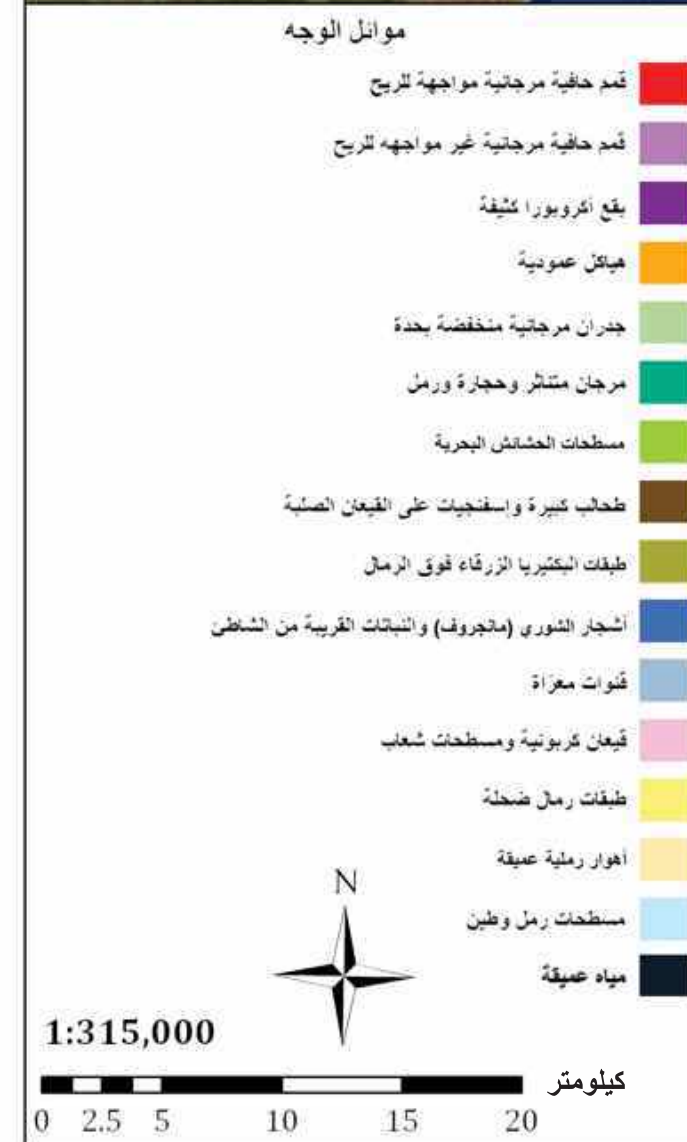 موائل الوجه
قمم حافية مرجانية مواجهة للريح
قمم حافية مرجانية غير مواجهه للريح
بقع أكروبورا كثيفة
هياكل عمودية
جدران مرجانية منخفضة بحدة
مرجان متناثر وحجارة ورمل
مسطحات الحشائش البحرية
طحالب كبيرة وإسفنجيات على القيعان الصلبة
طبقات البكتيريا الزرقاء فوق الرمال
أشجار الشورى (مانجروف) والنباتات القريبة من الشاطئ
قنوات مغزاة
قيعان كربونية ومسطحات شعاب
طبقات رمال ضحلة
أهوار رملية عميقة
مسطحات رمل وطين
مياه عميقة
N
1:315,000
كيلومتر
0 2.5 5 10 15 20